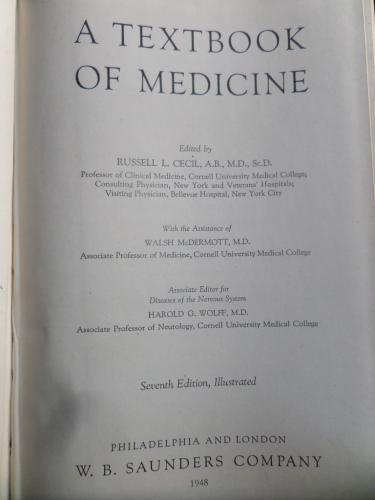 A TEXTBOOK
OF MEDICINE
Edited by
RUSSELL L. CECIL, A.B., M.D., Sc.D.
Professor of Clinical Medicine, Cornell University Medical College;
Consulting Physician, New York and Veterans' Hospitals;
Visiting Physician, Bellevue Hospital, New York City
With the Assistance of
WALSH McDERMOTT, M.D.
Associate Professor of Medicine, Cornell University Medical College
Associate Editor for
Diseases of the Nervous System
HAROLD G. WOLFF, M.D.
Associate Professor of Neurology, Cornell University Medical College
Seventh Edition, Illustrated
PHILADELPHIA AND LONDON
W. B. SAUNDERS COMPANY
1948